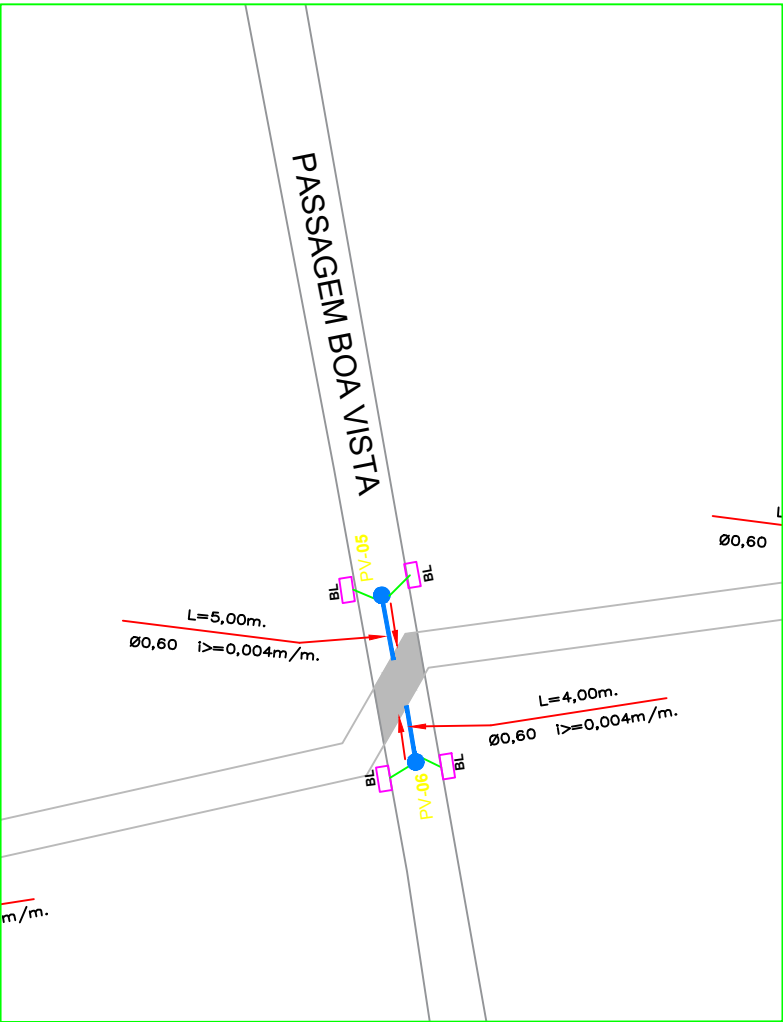 PASSAGEM BOA VISTA
L
Ø0,60
PV-05
BL
BL
L=5,00m.
Ø0,60 i>=0,004m/m.
L=4,00m.
Ø0,60 i>=0,004m/m.
BL
BL
PV-06
m/m.